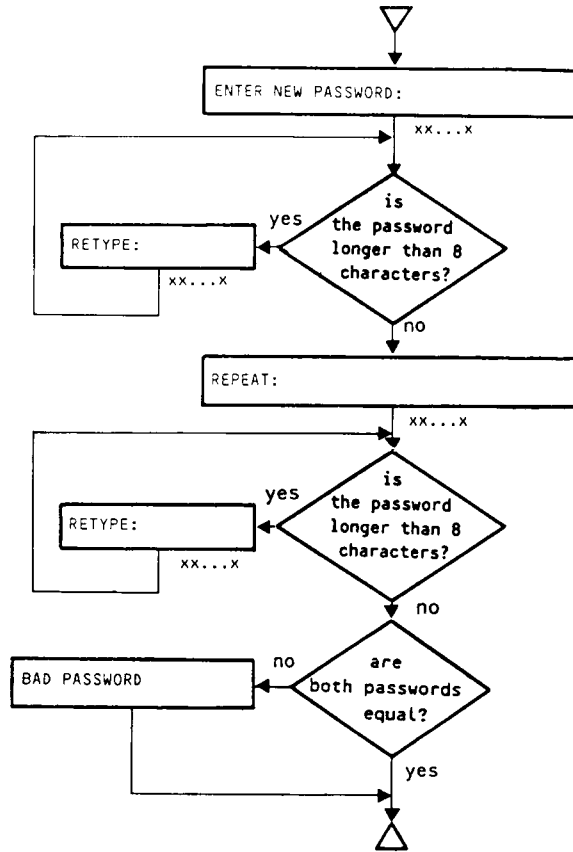 ENTER NEW PASSWORD:
xx...x
is
the password
longer than 8
characters?
yes
RETYPE:
xx...x
no
REPEAT:
xx...x
is
the password
longer than 8
characters?
yes
RETYPE:
xx...x
no
are
both passwords
equal?
no
BAD PASSWORD
yes